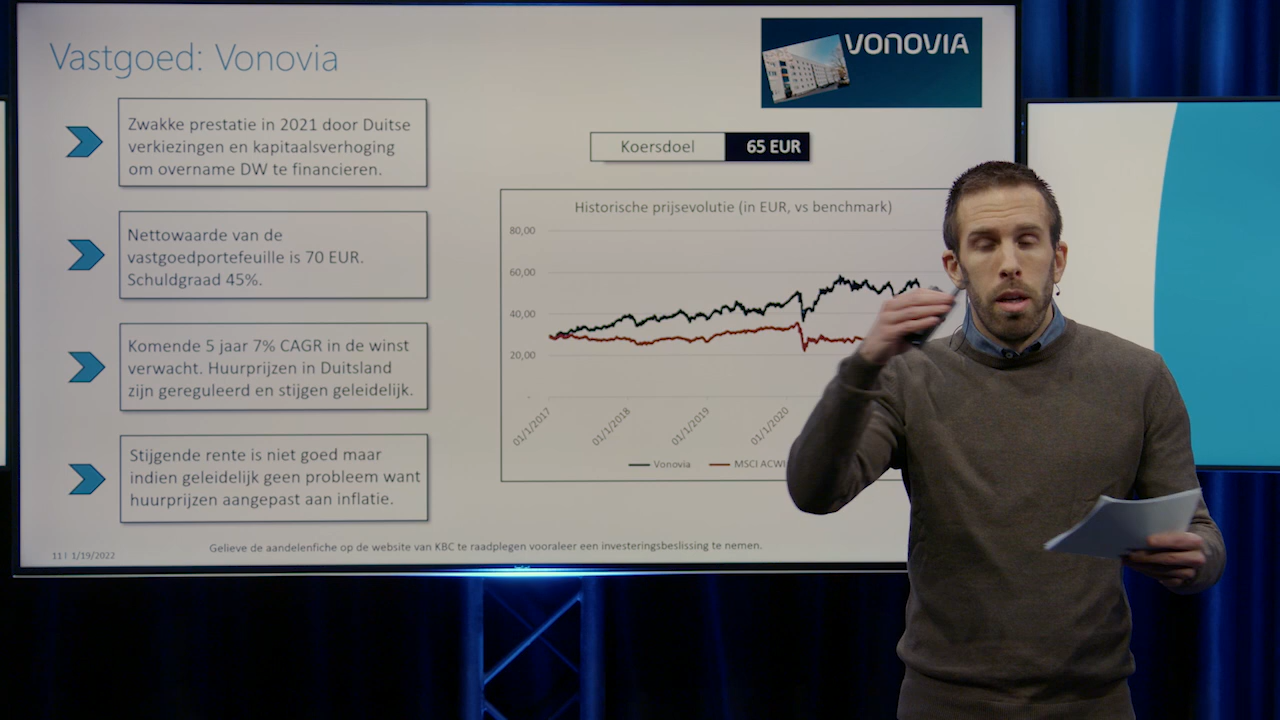 Vastgoed: Vonovia
VONOVIA
Zwakke prestatie in 2021 door Duitse
verkiezingen en kapitaalsverhoging
om overname DW te financieren.
Nettowaarde van de
vastgoedportefeuille is 70 EUR.
Schuldgraad 45%.
Komende 5 jaar 7% CAGR in de winst
verwacht. Huurprijzen in Duitsland
zijn gereguleerd en stijgen geleidelijk.
Stijgende rente is niet goed maar
indien geleidelijk geen probleem want
huurprijzen aangepast aan inflatie.
Koersdoel 65 EUR
Historische prijsevolutie (in EUR, vs benchmark)
80,00
60,00
40,00
20,00
-
01/1/2017 01/1/2018 01/1/2019 01/1/2020
Vonovia MSCI ACWI
11 | 1/19/2022
Gelieve de aandelenfiche op de website van KBC te raadplegen vooraleer een investeringsbeslissing te nemen.